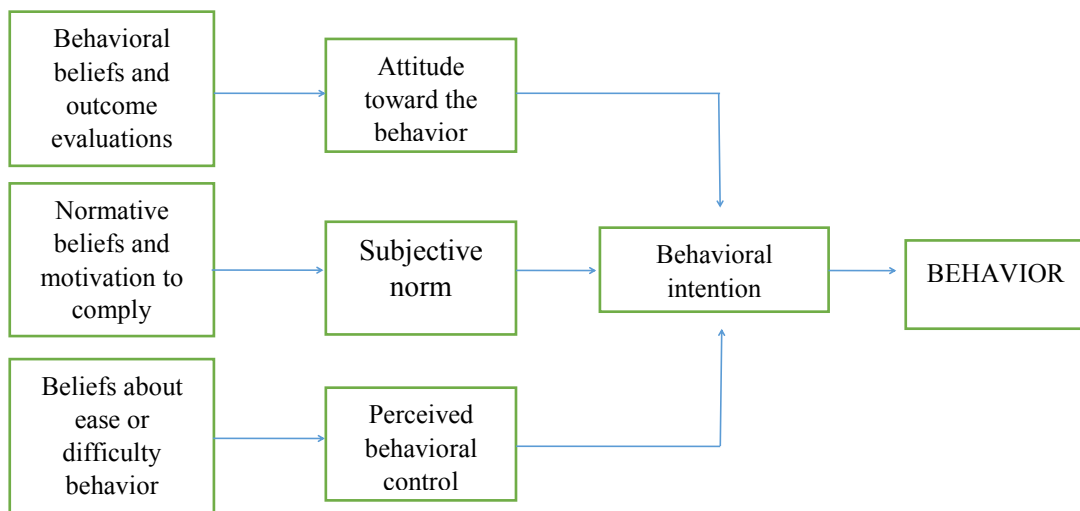 Behavioral
beliefs and
outcome
evaluations
Attitude
toward the
behavior
Normative
beliefs and
motivation to
comply
Subjective
norm
Behavioral
intention
BEHAVIOR
Beliefs about
ease or
difficulty
behavior
Perceived
behavioral
control